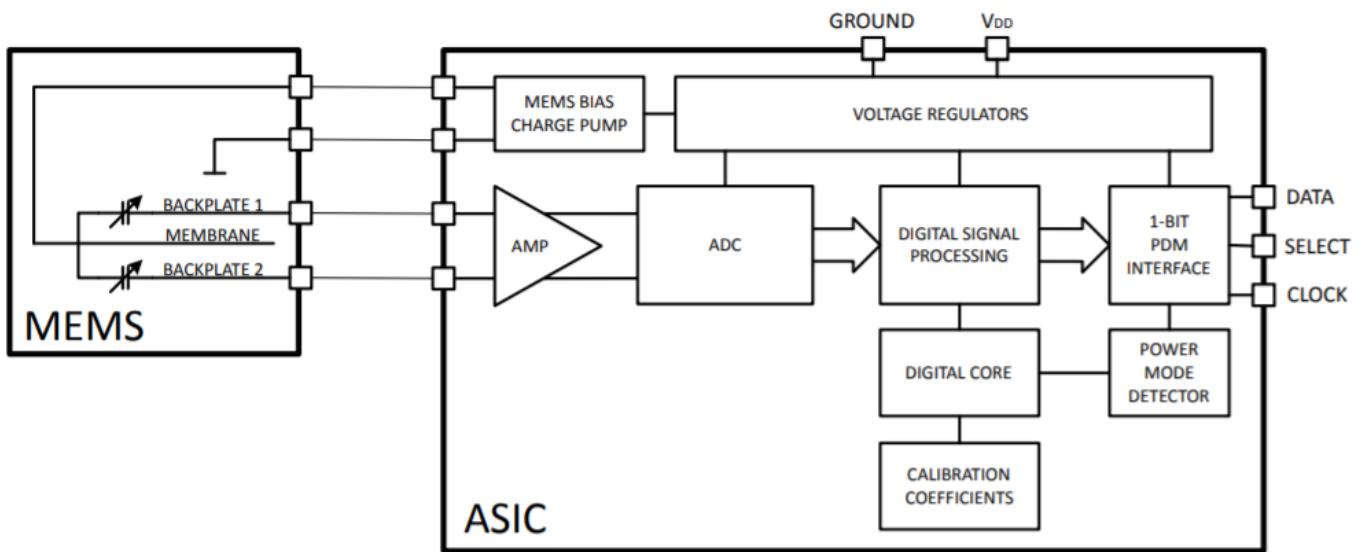 GROUND
VDD
MEMS BIAS
CHARGE PUMP
VOLTAGE REGULATORS
BACKPLATE 1
MEMBRANE
BACKPLATE 2
MEMS
AMP
ADC
DIGITAL SIGNAL
PROCESSING
1-BIT
PDM
INTERFACE
DATA
SELECT
CLOCK
DIGITAL CORE
POWER
MODE
DETECTOR
CALIBRATION
COEFFICIENTS
ASIC